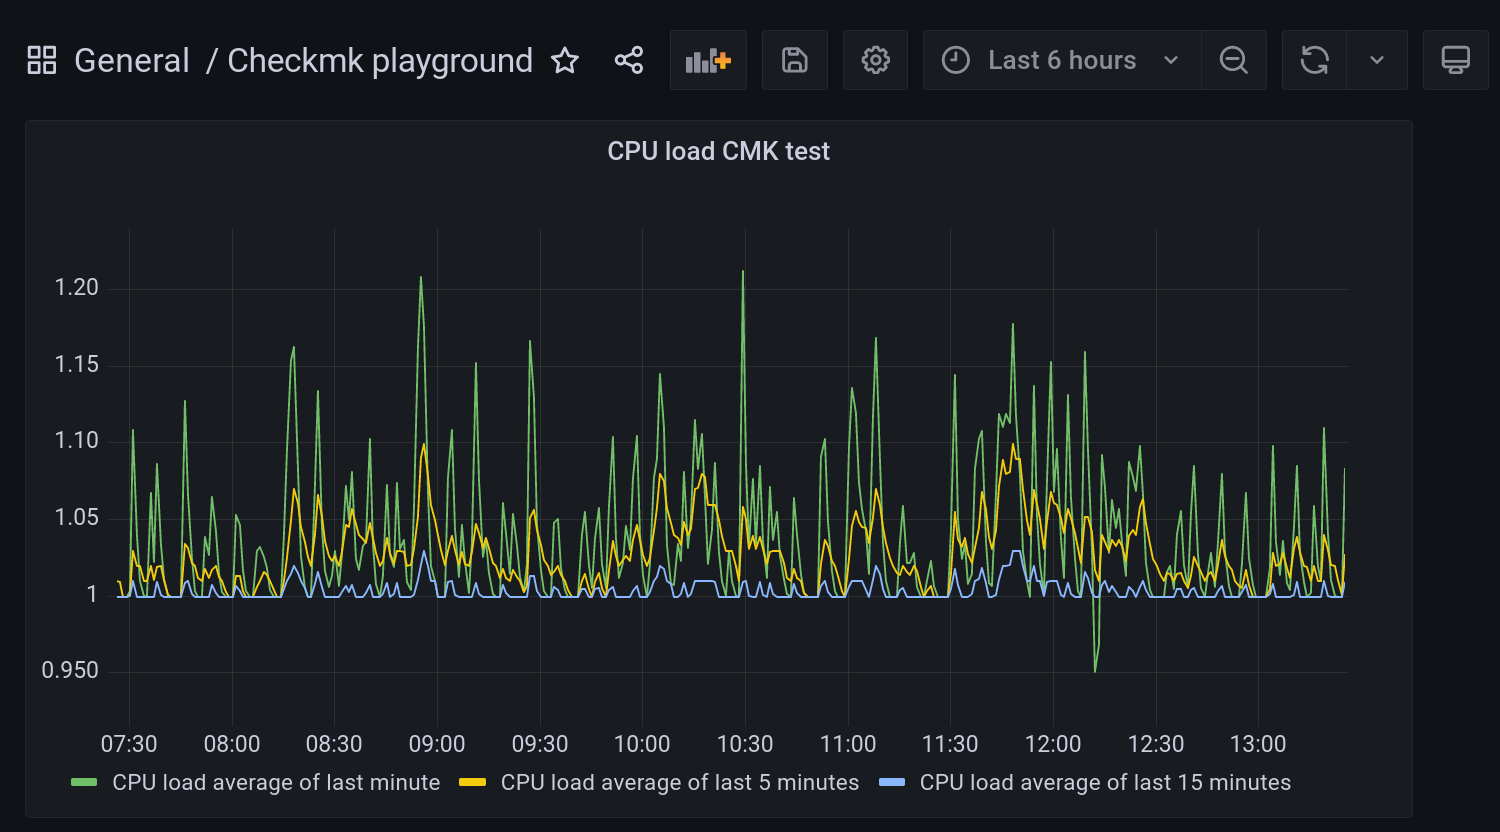 General / Checkmk playground Last 6 hours
CPU load CMK test
1.20
1.15
1.10
1.05
1
0.950
07:30 08:00 08:30 09:00 09:30 10:00 10:30 11:00 11:30 12:00 12:30 13:00
CPU load average of last minute CPU load average of last 5 minutes CPU load average of last 15 minutes